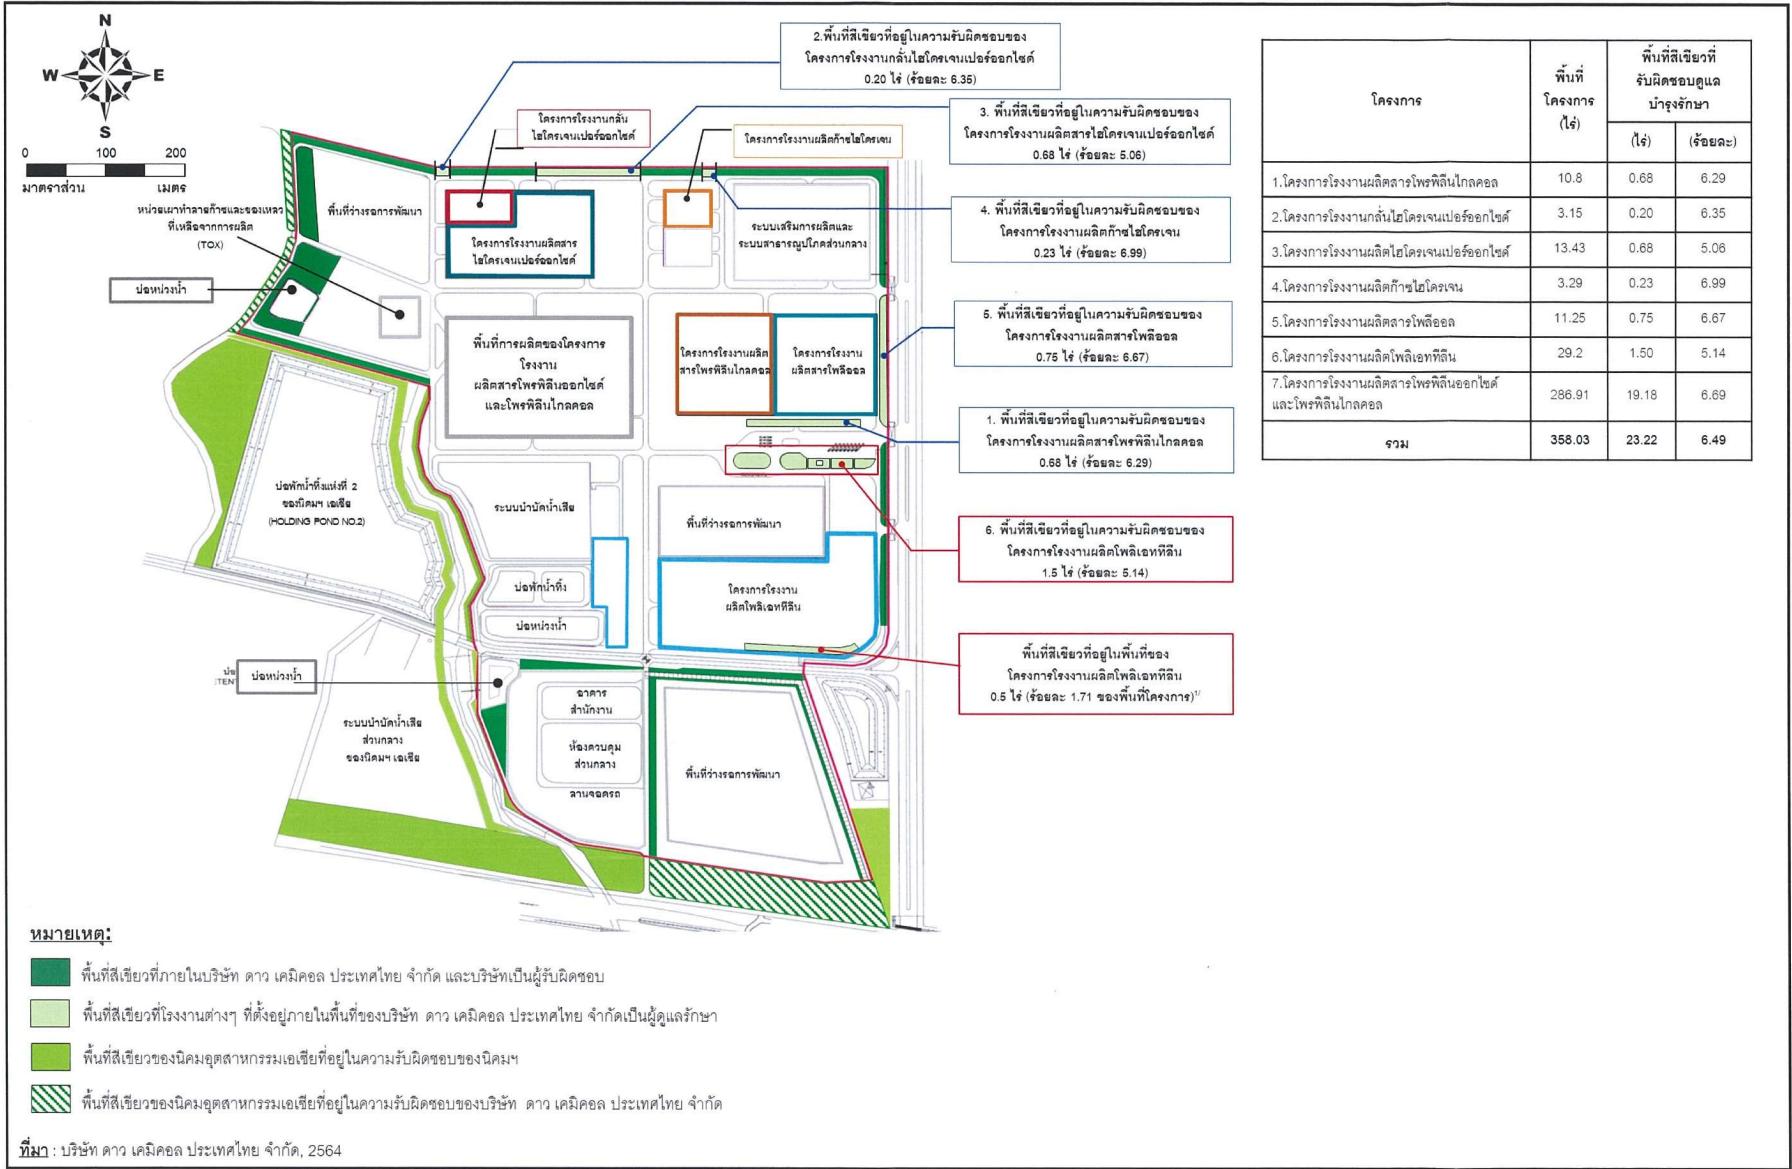 N
W
E
S
0 100 200
มาตราส่วน เมตร
2.พื้นที่สีเขียวที่อยู่ในความรับผิดชอบของ
โครงการโรงงานกลั่นไฮโดรเจนเปอร์ออกไซด์
0.20 ไร่ (ร้อยละ 6.35)
3. พื้นที่สีเขียวที่อยู่ในความรับผิดชอบของ
โครงการโรงงานผลิตสารไฮโดรเจนเปอร์ออกไซด์
0.68 ไร่ (ร้อยละ 5.06)
4. พื้นที่สีเขียวที่อยู่ในความรับผิดชอบของ
โครงการโรงงานผลิตก๊าซไฮโดรเจน
0.23 ไร่ (ร้อยละ 6.99)
5. พื้นที่สีเขียวที่อยู่ในความรับผิดชอบของ
โครงการโรงงานผลิตสารโพลีออล
0.75 ไร่ (ร้อยละ 6.67)
1. พื้นที่สีเขียวที่อยู่ในความรับผิดชอบของ
โครงการโรงงานผลิตสารโพรพิลีนไกลคอล
0.68 ไร่ (ร้อยละ 6.29)
6. พื้นที่สีเขียวที่อยู่ในความรับผิดชอบของ
โครงการโรงงานผลิตโพลิเอททีลีน
1.5 ไร่ (ร้อยละ 5.14)
พื้นที่สีเขียวที่อยู่ในพื้นที่ของ
โครงการโรงงานผลิตโพลิเอททีลีน
0.5 ไร่ (ร้อยละ 1.71 ของพื้นที่โครงการ)1/
โครงการโรงงานกลั่น
ไฮโดรเจนเปอร์ออกไซด์
โครงการโรงงานผลิตก๊าซไฮโดรเจน
หน่วยเผาทำลายก๊าซและของเหลว
ที่เหลือจากการผลิต
(TOX)
พื้นที่ว่างรอการพัฒนา
โครงการโรงงานผลิตสาร
ไฮโดรเจนเปอร์ออกไซด์
ระบบเสริมการผลิตและ
ระบบสาธารณูปโภคส่วนกลาง
บ่อหน่วงน้ำ
พื้นที่การผลิตของโครงการ
โรงงาน
ผลิตสารโพรพิลีนออกไซด์
และโพรพิลีนไกลคอล
โครงการโรงงานผลิต
สารโพรพิลีนไกลคอล
โครงการโรงงาน
ผลิตสารโพลีออล
บ่อพักน้ำทิ้งแห่งที่ 2
ของนิคมฯ เอเซีย
(HOLDING POND NO.2)
ระบบบำบัดน้ำเสีย
พื้นที่ว่างรอการพัฒนา
บ่อพักน้ำทิ้ง
บ่อหน่วงน้ำ
โครงการโรงงาน
ผลิตโพลิเอททีลีน
บ่อหน่วงน้ำ
ระบบบำบัดน้ำเสีย
ส่วนกลาง
ของนิคมฯ เอเซีย
อาคาร
สำนักงาน
ห้องควบคุม
ส่วนกลาง
ลานจอดรถ
พื้นที่ว่างรอการพัฒนา
โครงการ พื้นที่โครงการ (ไร่) พื้นที่สีเขียวที่รับผิดชอบดูแลบำรุงรักษา
(ไร่) (ร้อยละ)
1.โครงการโรงงานผลิตสารโพรพิลีนไกลคอล 10.8 0.68 6.29
2.โครงการโรงงานกลั่นไฮโดรเจนเปอร์ออกไซด์ 3.15 0.20 6.35
3.โครงการโรงงานผลิตไฮโดรเจนเปอร์ออกไซด์ 13.43 0.68 5.06
4.โครงการโรงงานผลิตก๊าซไฮโดรเจน 3.29 0.23 6.99
5.โครงการโรงงานผลิตสารโพลีออล 11.25 0.75 6.67
6.โครงการโรงงานผลิตโพลิเอททีลีน 29.2 1.50 5.14
7.โครงการโรงงานผลิตสารโพรพิลีนออกไซด์
และโพรพิลีนไกลคอล 286.91 19.18 6.69
รวม 358.03 23.22 6.49
หมายเหตุ:
พื้นที่สีเขียวที่ภายในบริษัท ดาว เคมิคอล ประเทศไทย จำกัด และบริษัทเป็นผู้รับผิดชอบ
พื้นที่สีเขียวที่โรงงานต่างๆ ที่ตั้งอยู่ภายในพื้นที่ของบริษัท ดาว เคมิคอล ประเทศไทย จำกัดเป็นผู้ดูแลรักษา
พื้นที่สีเขียวของนิคมอุตสาหกรรมเอเซียที่อยู่ในความรับผิดชอบของนิคมฯ
พื้นที่สีเขียวของนิคมอุตสาหกรรมเอเซียที่อยู่ในความรับผิดชอบของบริษัท ดาว เคมิคอล ประเทศไทย จำกัด
ที่มา : บริษัท ดาว เคมิคอล ประเทศไทย จำกัด, 2564